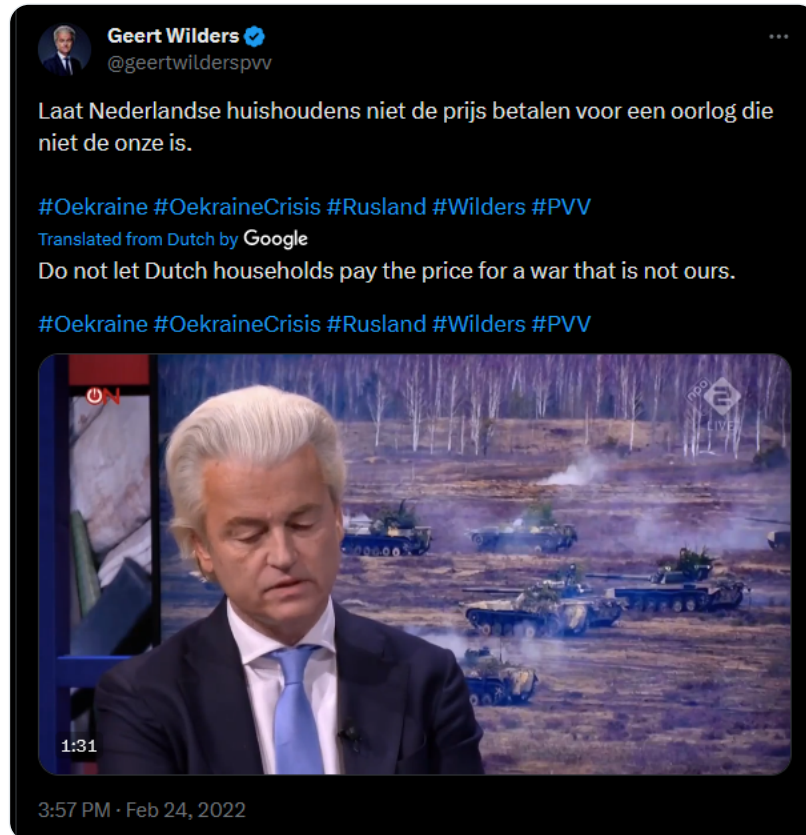 Geert Wilders
@geertwilderspvv
Laat Nederlandse huishoudens niet de prijs betalen voor een oorlog die
niet de onze is.
#Oekraine #OekraineCrisis #Rusland #Wilders #PVV
Translated from Dutch by Google
Do not let Dutch households pay the price for a war that is not ours.
#Oekraine #OekraineCrisis #Rusland #Wilders #PVV
ON
npo
2
LIVE
1:31
3:57 PM · Feb 24, 2022